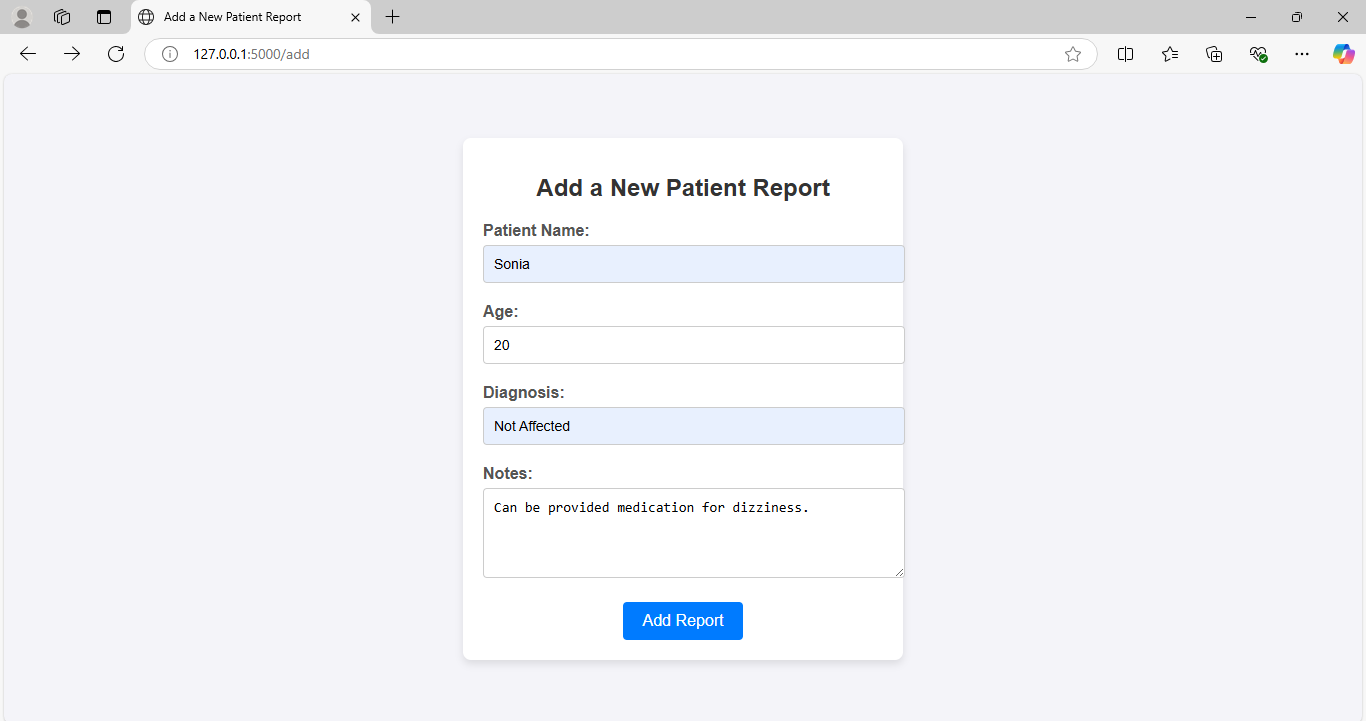 Add a New Patient Report
127.0.0.1:5000/add
Add a New Patient Report
Patient Name:
Sonia
Age:
20
Diagnosis:
Not Affected
Notes:
Can be provided medication for dizziness.
Add Report